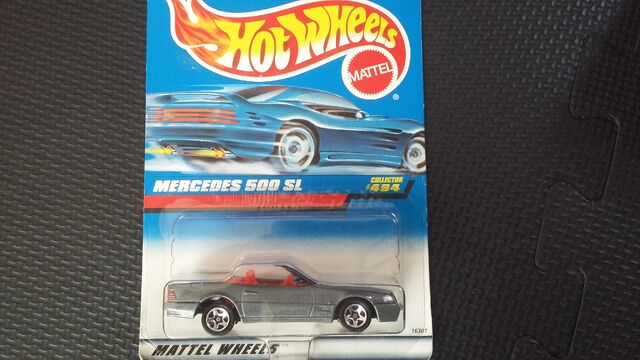 Hot Wheels
MATTEL
®
MERCEDES 500 SL
COLLECTOR
#494
16301
MATTEL WHEELS